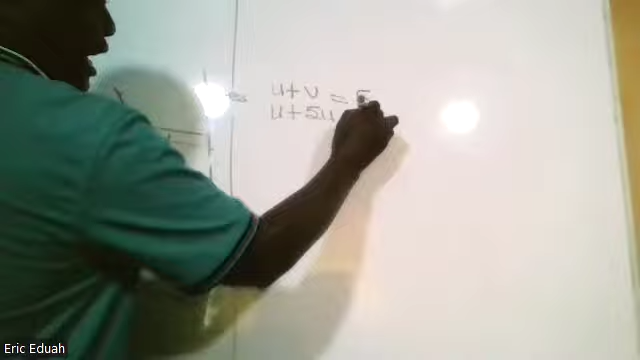 = u+v = 5
u+5u
Eric Eduah